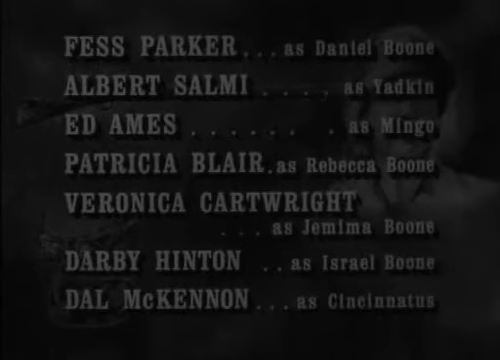 FESS PARKER . . . as Daniel Boone
ALBERT SALMI . . . . as Yadkin
ED AMES . . . . . . . as Mingo
PATRICIA BLAIR . as Rebecca Boone
VERONICA CARTWRIGHT
. . . as Jemima Boone
DARBY HINTON . . as Israel Boone
DAL McKENNON . . . as Cincinnatus